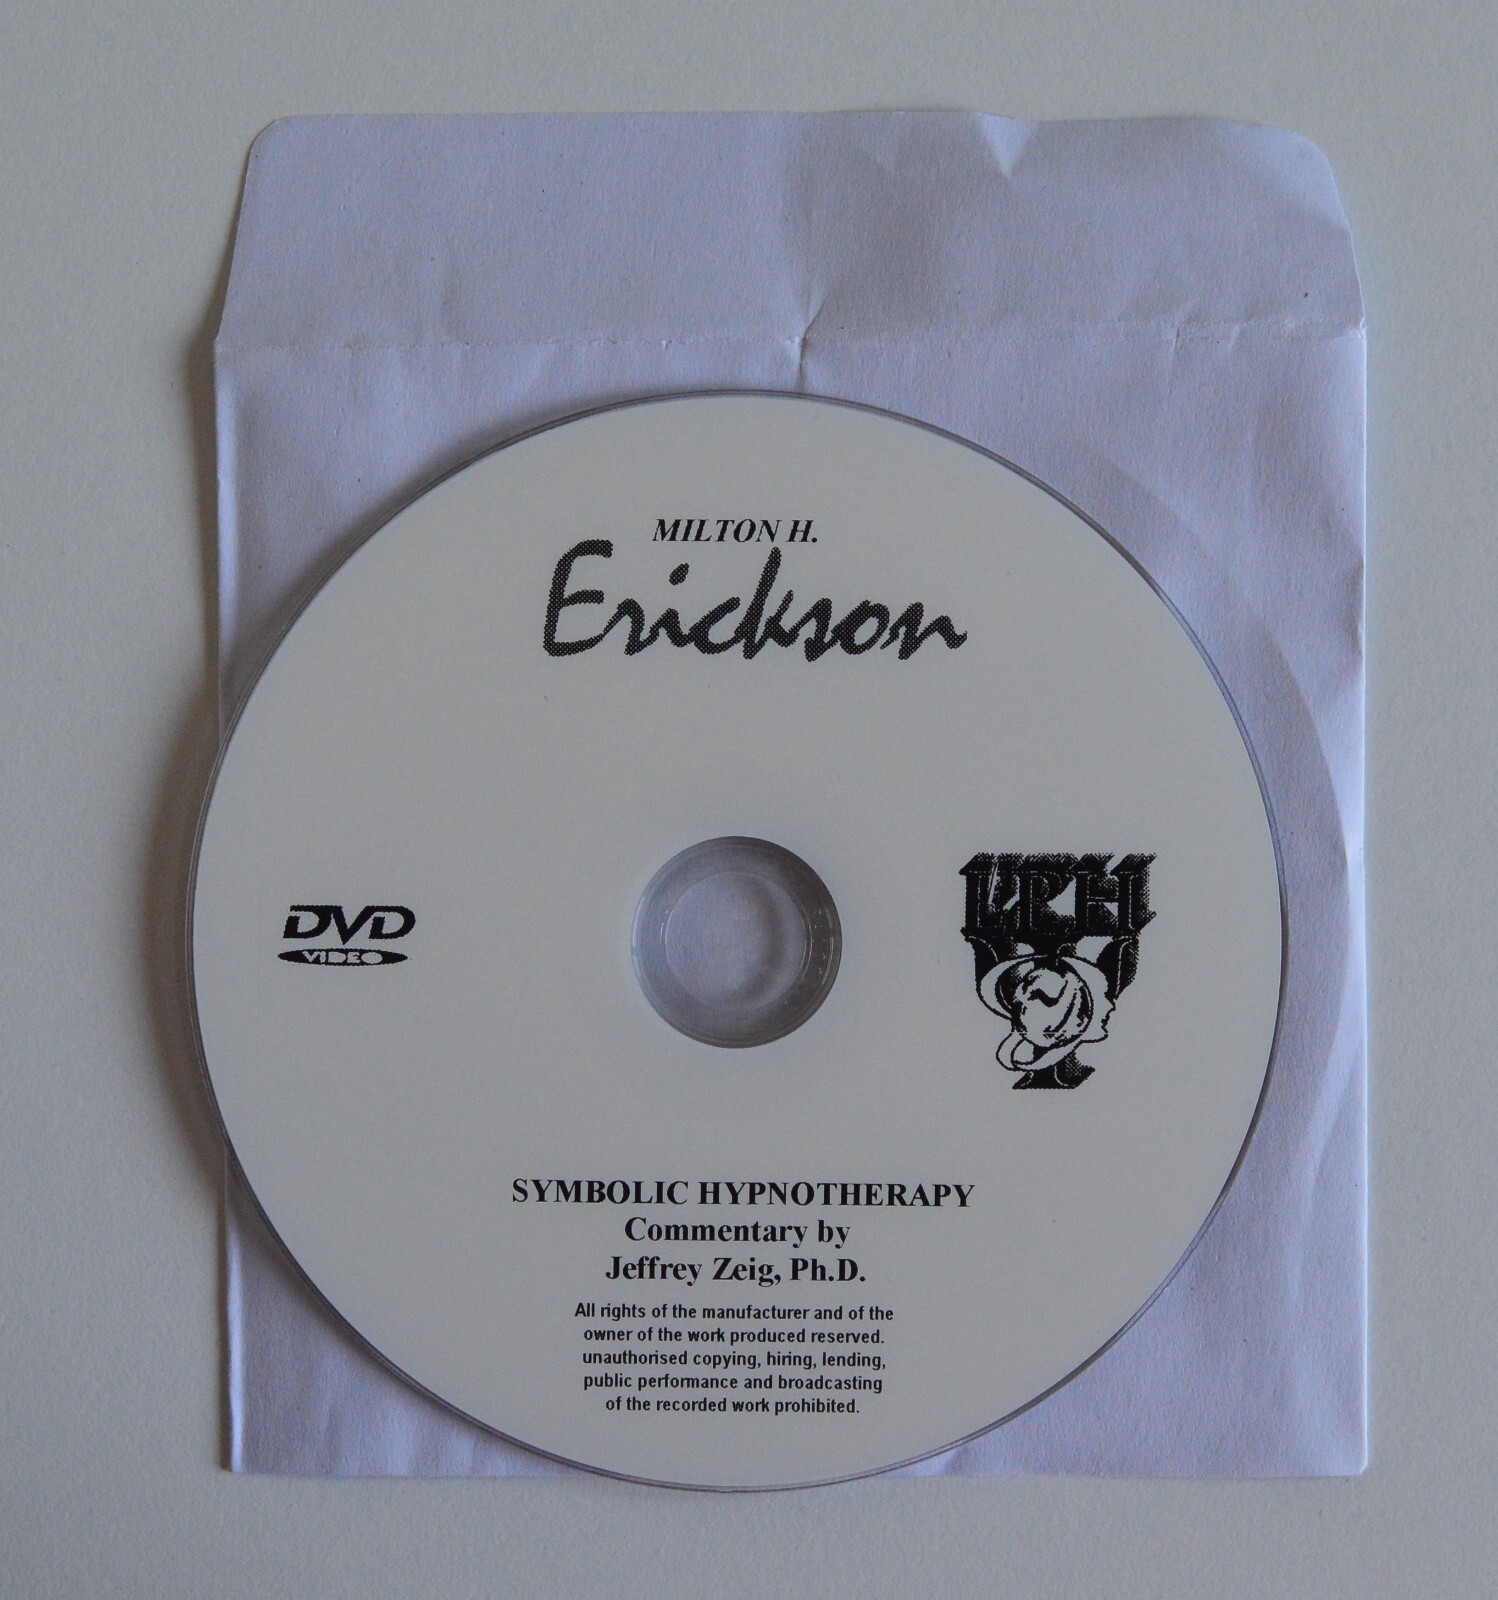 MILTON H.
Erickson
DVD
VIDEO
SYMBOLIC HYPNOTHERAPY
Commentary by
Jeffrey Zeig, Ph.D.
All rights of the manufacturer and of the
owner of the work produced reserved.
unauthorised copying, hiring, lending,
public performance and broadcasting
of the recorded work prohibited.